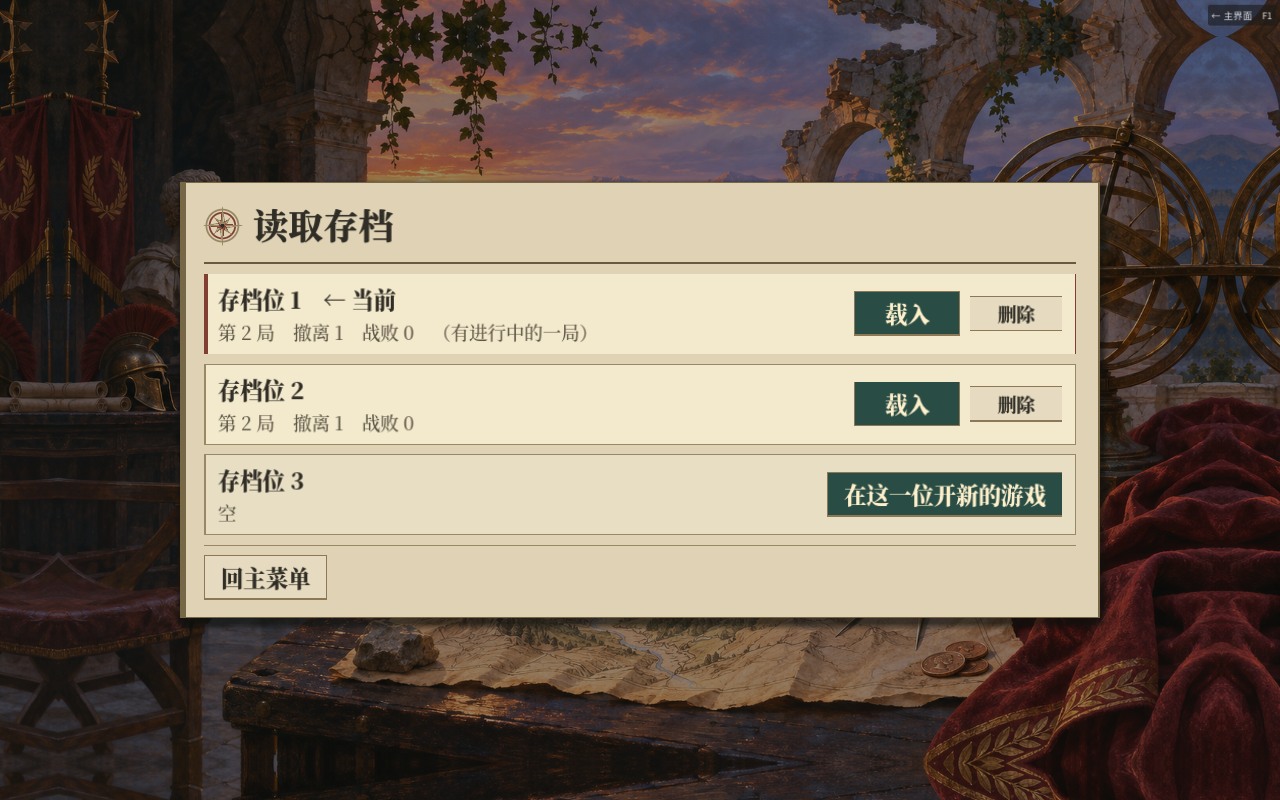 ← 主界面 F1
读取存档
存档位 1 ← 当前
第 2 局 撤离 1 战败 0 （有进行中的一局）
载入
删除
存档位 2
第 2 局 撤离 1 战败 0
载入
删除
存档位 3
空
在这一位开新的游戏
回主菜单